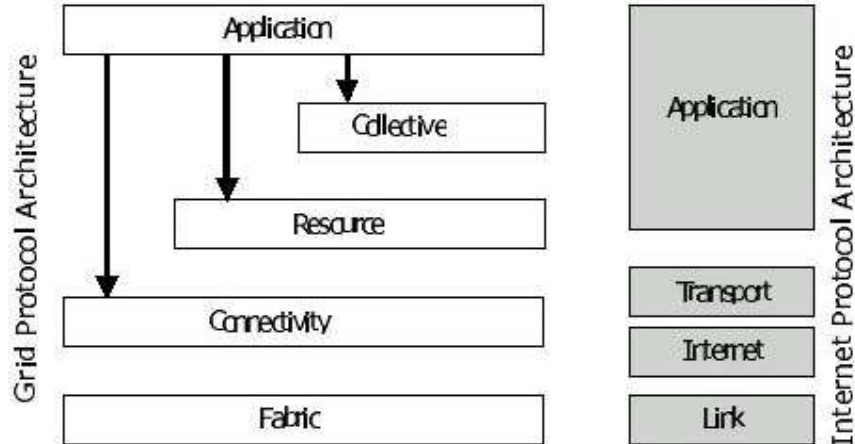 Grid Protocol Architecture
Application
Collective
Resource
Connectivity
Fabric
Application
Transport
Internet
Link
Internet Protocol Architecture